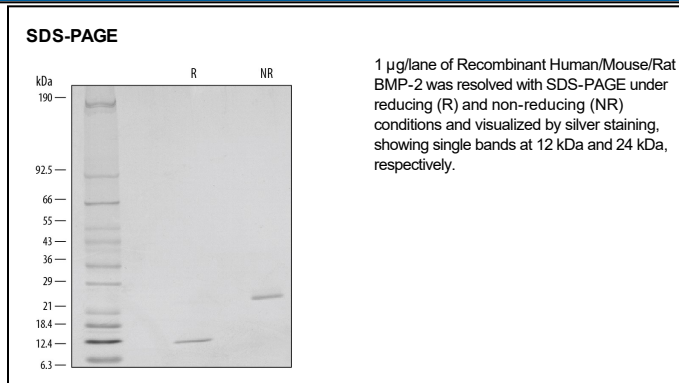 SDS-PAGE
kDa
R
NR
190
92.5
66
55
43
36
29
21
18.4
12.4
6.3
1 µg/lane of Recombinant Human/Mouse/Rat
BMP-2 was resolved with SDS-PAGE under
reducing (R) and non-reducing (NR)
conditions and visualized by silver staining,
showing single bands at 12 kDa and 24 kDa,
respectively.